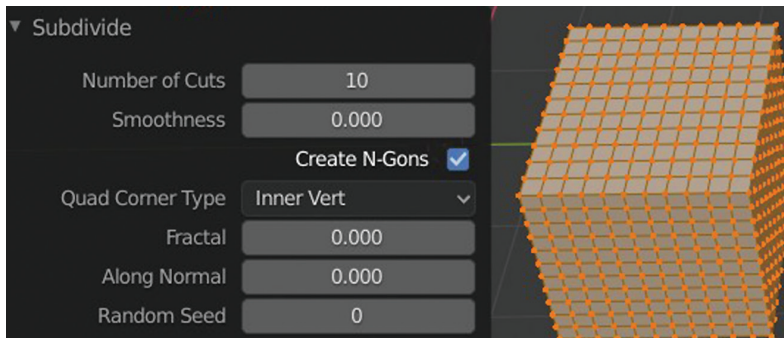 Subdivide
Number of Cuts 10
Smoothness 0.000
Create N-Gons
Quad Corner Type Inner Vert
Fractal 0.000
Along Normal 0.000
Random Seed 0